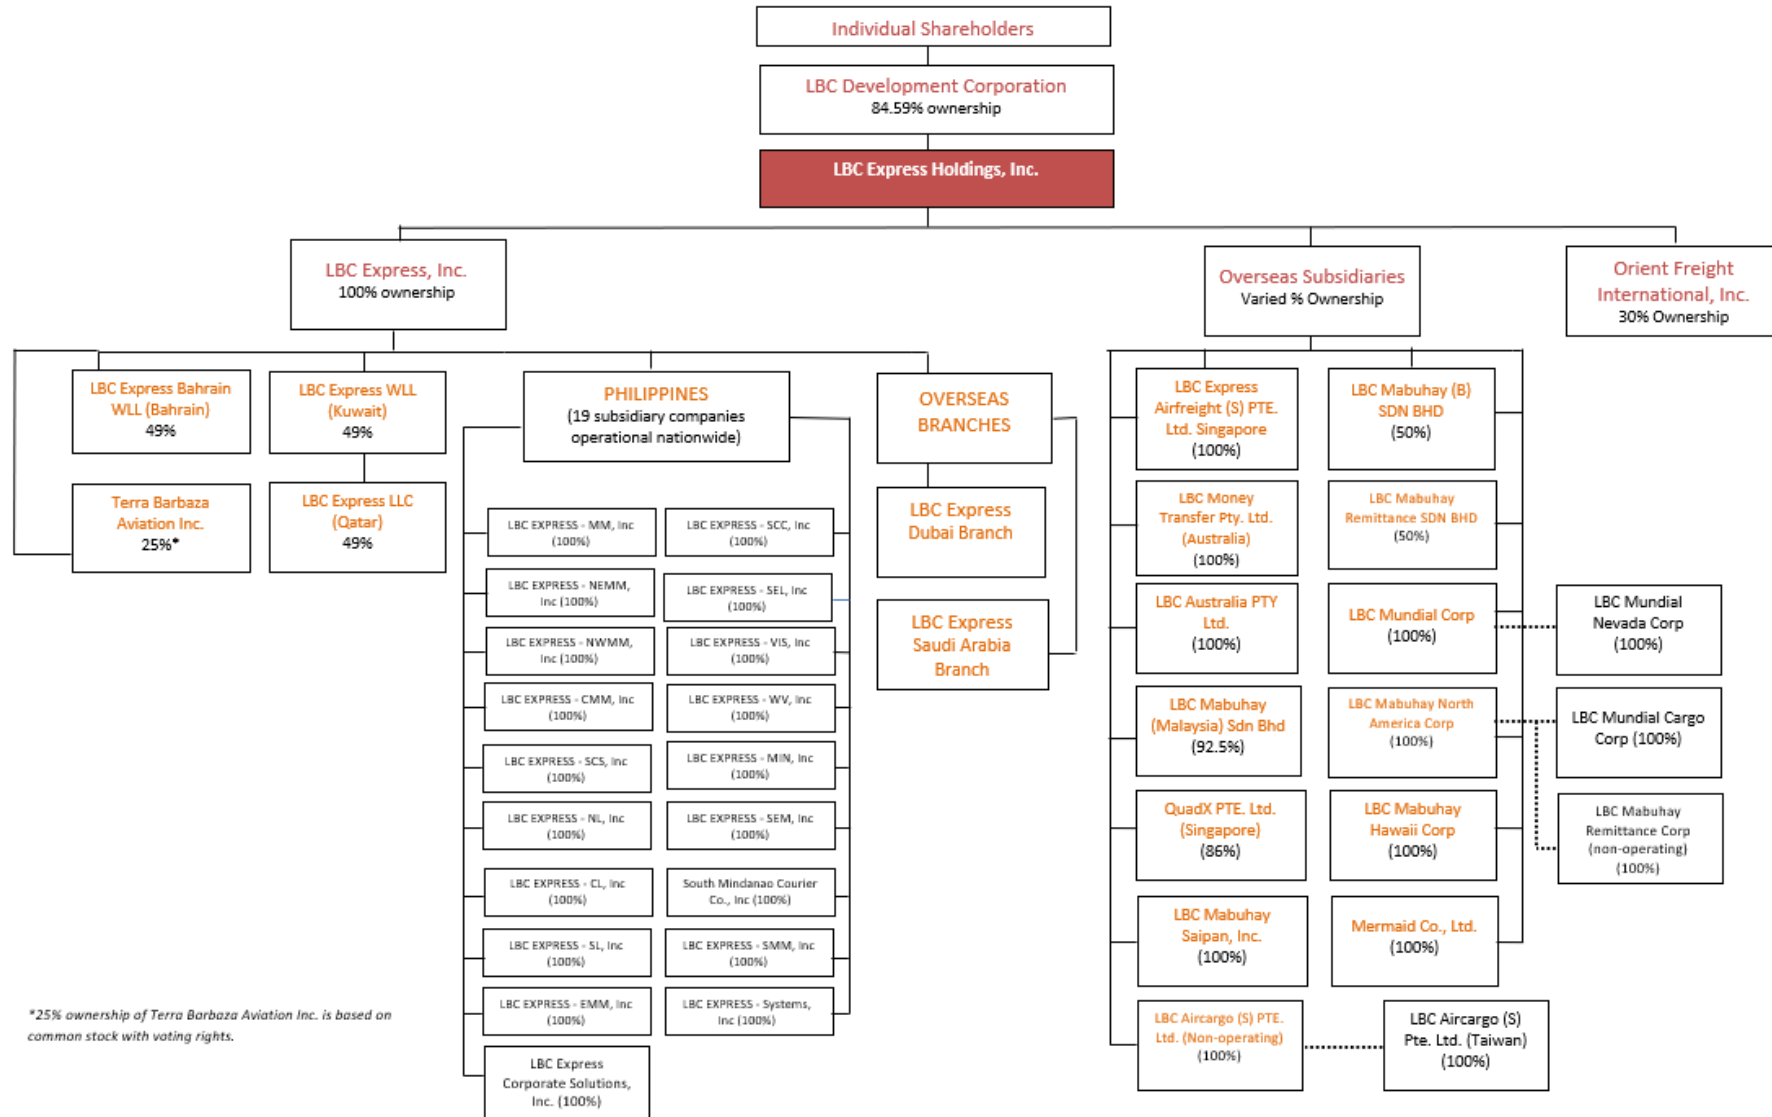 Individual Shareholders
LBC Development Corporation
84.59% ownership
LBC Express Holdings, Inc.
LBC Express, Inc.
100% ownership
Overseas Subsidiaries
Varied % Ownership
Orient Freight
International, Inc.
30% Ownership
LBC Express Bahrain
WLL (Bahrain)
49%
LBC Express WLL
(Kuwait)
49%
Terra Barbaza
Aviation Inc.
25%*
LBC Express LLC
(Qatar)
49%
PHILIPPINES
(19 subsidiary companies
operational nationwide)
LBC EXPRESS - MM, Inc
(100%)
LBC EXPRESS - SCC, Inc
(100%)
LBC EXPRESS - NEMM,
Inc (100%)
LBC EXPRESS - SEL, Inc
(100%)
LBC EXPRESS - NWMM,
Inc (100%)
LBC EXPRESS - VIS, Inc
(100%)
LBC EXPRESS - CMM, Inc
(100%)
LBC EXPRESS - WV, Inc
(100%)
LBC EXPRESS - SCS, Inc
(100%)
LBC EXPRESS - MIN, Inc
(100%)
LBC EXPRESS - NL, Inc
(100%)
LBC EXPRESS - SEM, Inc
(100%)
LBC EXPRESS - CL, Inc
(100%)
South Mindanao Courier
Co., Inc (100%)
LBC EXPRESS - SL, Inc
(100%)
LBC EXPRESS - SMM, Inc
(100%)
LBC EXPRESS - EMM, Inc
(100%)
LBC EXPRESS - Systems,
Inc (100%)
LBC Express
Corporate Solutions,
Inc. (100%)
OVERSEAS
BRANCHES
LBC Express
Dubai Branch
LBC Express
Saudi Arabia
Branch
LBC Express
Airfreight (S) PTE.
Ltd. Singapore
(100%)
LBC Mabuhay (B)
SDN BHD
(50%)
LBC Money
Transfer Pty. Ltd.
(Australia)
(100%)
LBC Mabuhay
Remittance SDN BHD
(50%)
LBC Australia PTY
Ltd.
(100%)
LBC Mundial Corp
(100%)
LBC Mundial
Nevada Corp
(100%)
LBC Mabuhay
(Malaysia) Sdn Bhd
(92.5%)
LBC Mabuhay North
America Corp
(100%)
LBC Mundial Cargo
Corp (100%)
QuadX PTE. Ltd.
(Singapore)
(86%)
LBC Mabuhay
Hawaii Corp
(100%)
LBC Mabuhay
Remittance Corp
(non-operating)
(100%)
LBC Mabuhay
Saipan, Inc.
(100%)
Mermaid Co., Ltd.
(100%)
LBC Aircargo (S) PTE.
Ltd. (Non-operating)
(100%)
LBC Aircargo (S)
Pte. Ltd. (Taiwan)
(100%)
*25% ownership of Terra Barbaza Aviation Inc. is based on
common stock with voting rights.